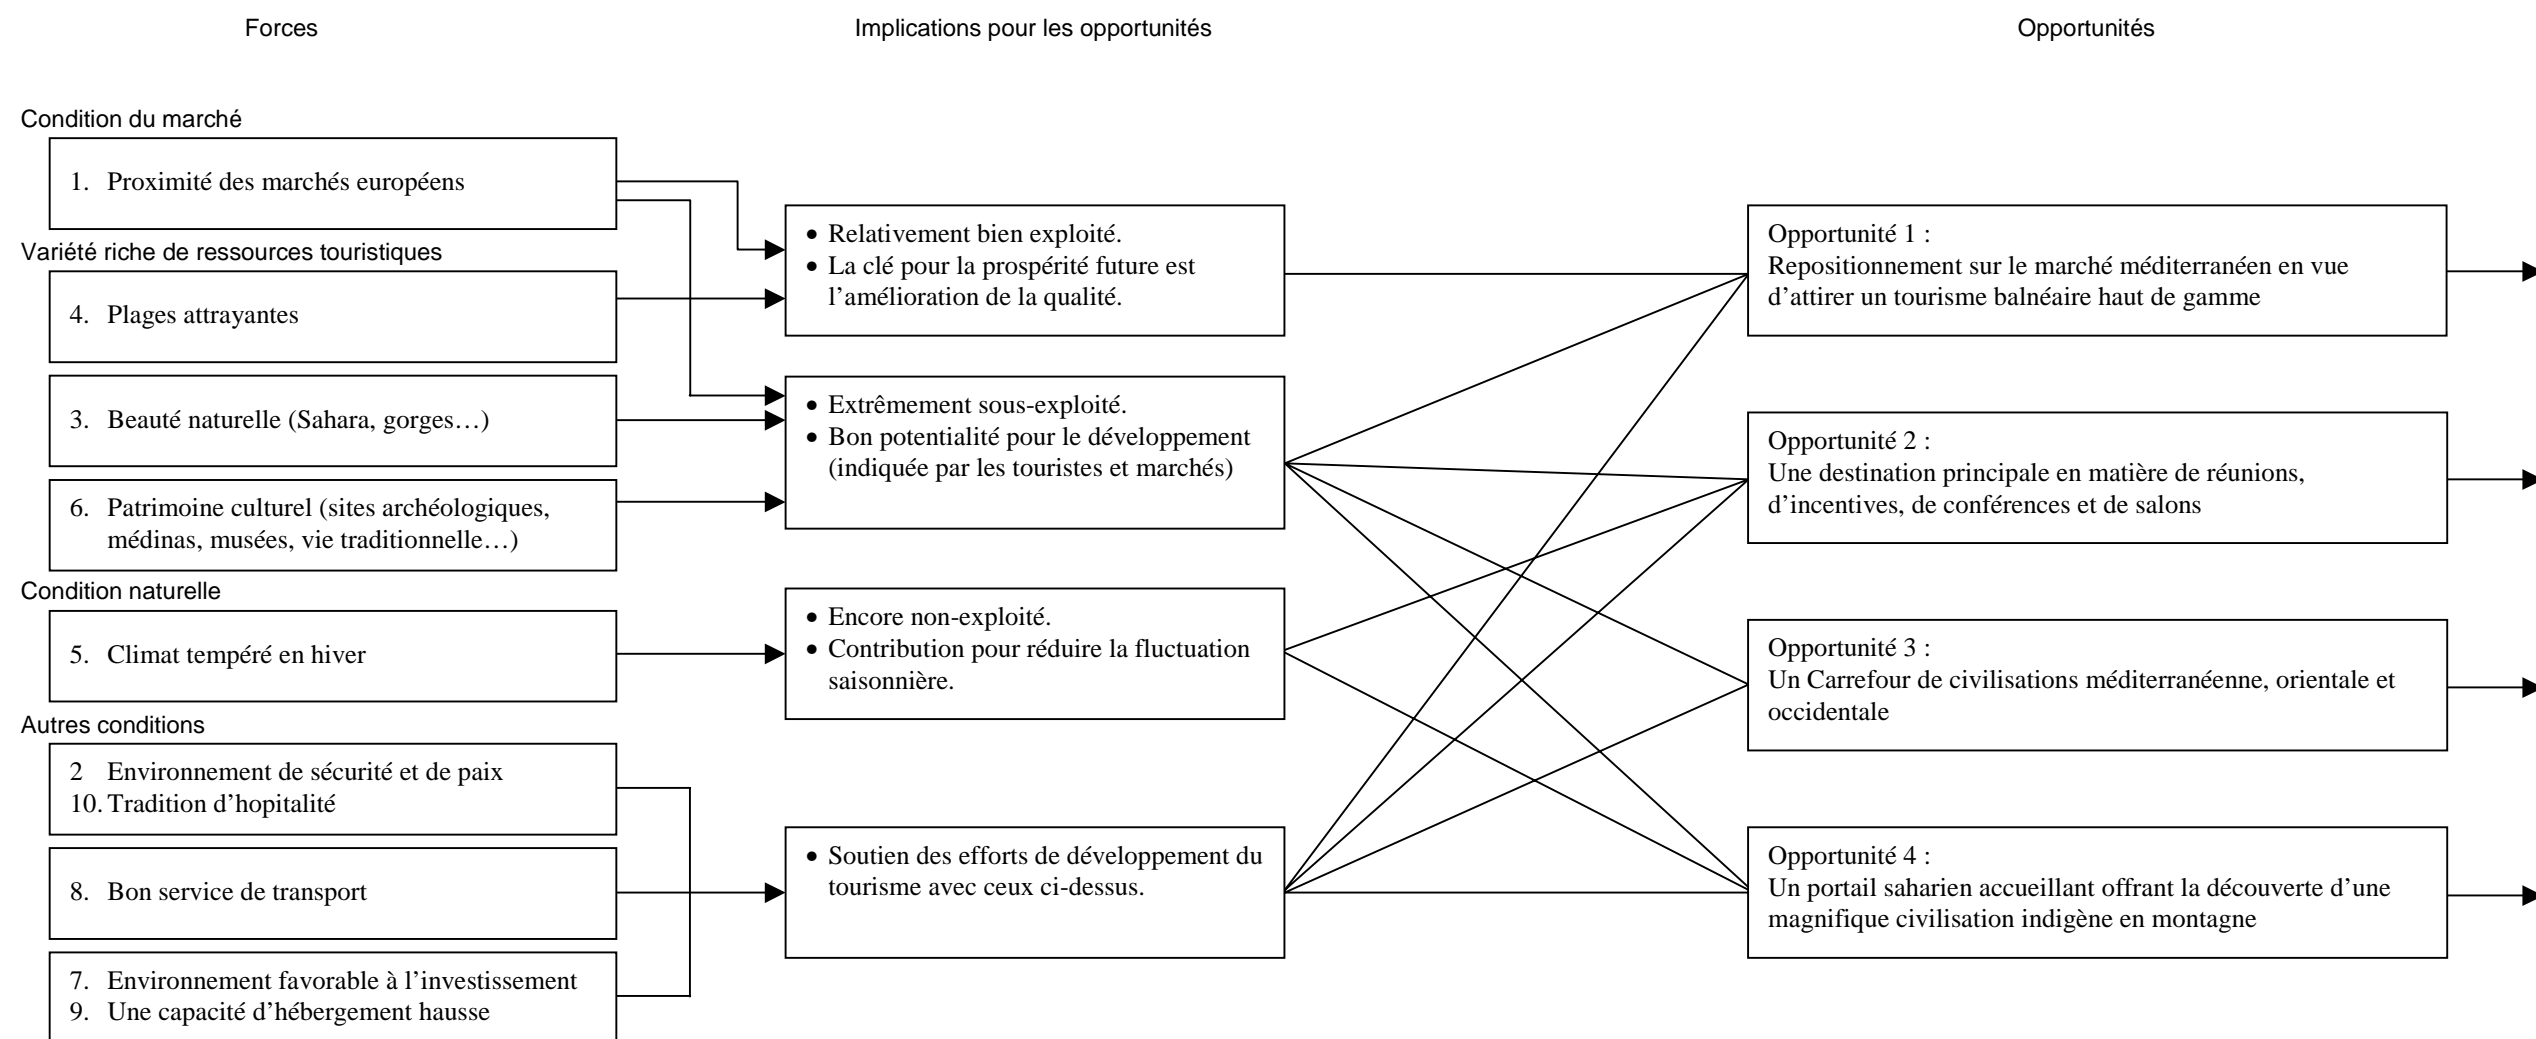 Forces
Implications pour les opportunités
Opportunités
Condition du marché
1. Proximité des marchés européens
Variété riche de ressources touristiques
4. Plages attrayantes
3. Beauté naturelle (Sahara, gorges…)
6. Patrimoine culturel (sites archéologiques,
médinas, musées, vie traditionnelle…)
Condition naturelle
5. Climat tempéré en hiver
Autres conditions
2 Environnement de sécurité et de paix
10. Tradition d’hopitalité
8. Bon service de transport
7. Environnement favorable à l’investissement
9. Une capacité d’hébergement hausse
• Relativement bien exploité.
• La clé pour la prospérité future est
l’amélioration de la qualité.
• Extrêmement sous-exploité.
• Bon potentialité pour le développement
(indiquée par les touristes et marchés)
• Encore non-exploité.
• Contribution pour réduire la fluctuation
saisonnière.
• Soutien des efforts de développement du
tourisme avec ceux ci-dessus.
Opportunité 1 :
Repositionnement sur le marché méditerranéen en vue
d’attirer un tourisme balnéaire haut de gamme
Opportunité 2 :
Une destination principale en matière de réunions,
d’incentives, de conférences et de salons
Opportunité 3 :
Un Carrefour de civilisations méditerranéenne, orientale et
occidentale
Opportunité 4 :
Un portail saharien accueillant offrant la découverte d’une
magnifique civilisation indigène en montagne